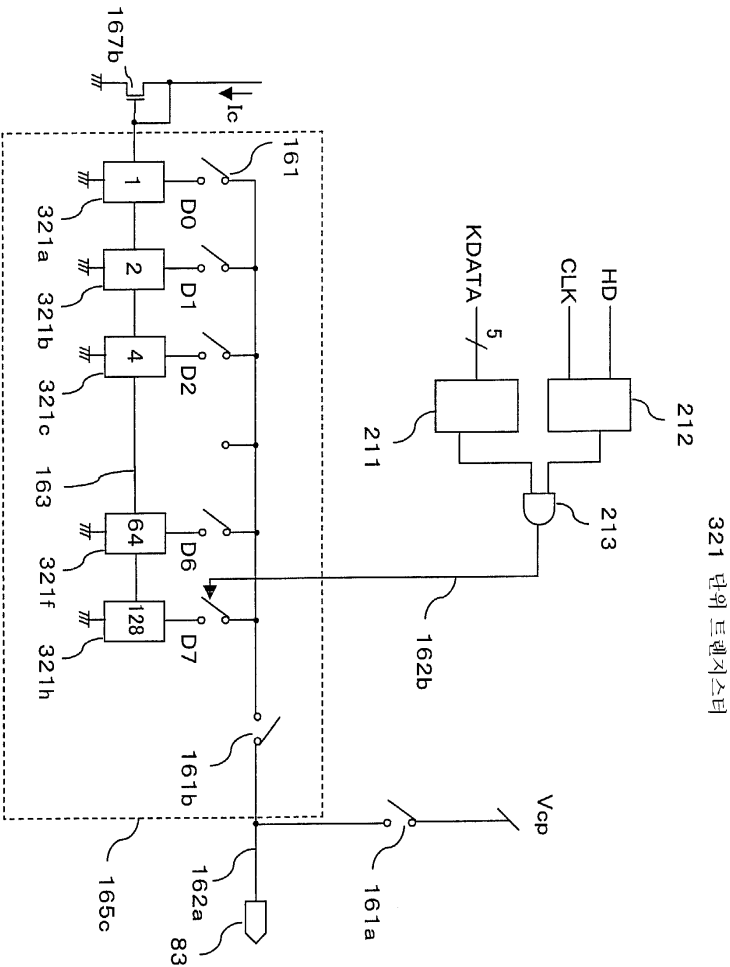 321 단위 트랜지스터
HD
CLK
KDATA
5
212
211
213
162b
Vcp
161a
167b
Ic
161
D0
D1
D2
D6
D7
1
2
4
64
128
321a
321b
321c
163
321f
321h
161b
162a
165c
83